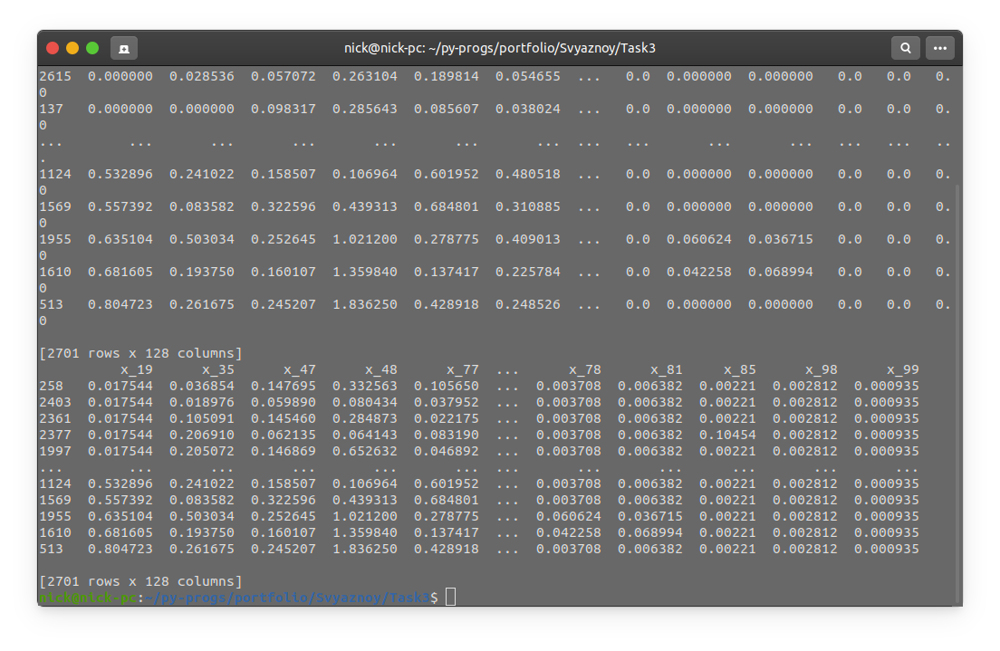 nick@nick-pc: ~/py-progs/portfolio/Svyaznoy/Task3
2615  0.000000  0.028536  0.057072  0.263104  0.189814  0.054655  ...   0.0  0.000000  0.000000   0.0   0.0   0.
0
137   0.000000  0.000000  0.098317  0.285643  0.085607  0.038024  ...   0.0  0.000000  0.000000   0.0   0.0   0.
0
...        ...       ...       ...       ...       ...       ...  ...   ...       ...       ...   ...   ...   ..
.
1124  0.532896  0.241022  0.158507  0.106964  0.601952  0.480518  ...   0.0  0.000000  0.000000   0.0   0.0   0.
0
1569  0.557392  0.083582  0.322596  0.439313  0.684801  0.310885  ...   0.0  0.000000  0.000000   0.0   0.0   0.
0
1955  0.635104  0.503034  0.252645  1.021200  0.278775  0.409013  ...   0.0  0.060624  0.036715   0.0   0.0   0.
0
1610  0.681605  0.193750  0.160107  1.359840  0.137417  0.225784  ...   0.0  0.042258  0.068994   0.0   0.0   0.
0
513   0.804723  0.261675  0.245207  1.836250  0.428918  0.248526  ...   0.0  0.000000  0.000000   0.0   0.0   0.
0
[2701 rows x 128 columns]
          x_19      x_35      x_47      x_48      x_77  ...      x_78      x_81     x_85      x_98      x_99
258   0.017544  0.036854  0.147695  0.332563  0.105650  ...  0.003708  0.006382  0.00221  0.002812  0.000935
2403  0.017544  0.018976  0.059890  0.080434  0.037952  ...  0.003708  0.006382  0.00221  0.002812  0.000935
2361  0.017544  0.105091  0.145460  0.284873  0.022175  ...  0.003708  0.006382  0.00221  0.002812  0.000935
2377  0.017544  0.206910  0.062135  0.064143  0.083190  ...  0.003708  0.006382  0.10454  0.002812  0.000935
1997  0.017544  0.205072  0.146869  0.652632  0.046892  ...  0.003708  0.006382  0.00221  0.002812  0.000935
...        ...       ...       ...       ...       ...  ...       ...       ...      ...       ...       ...
1124  0.532896  0.241022  0.158507  0.106964  0.601952  ...  0.003708  0.006382  0.00221  0.002812  0.000935
1569  0.557392  0.083582  0.322596  0.439313  0.684801  ...  0.003708  0.006382  0.00221  0.002812  0.000935
1955  0.635104  0.503034  0.252645  1.021200  0.278775  ...  0.060624  0.036715  0.00221  0.002812  0.000935
1610  0.681605  0.193750  0.160107  1.359840  0.137417  ...  0.042258  0.068994  0.00221  0.002812  0.000935
513   0.804723  0.261675  0.245207  1.836250  0.428918  ...  0.003708  0.006382  0.00221  0.002812  0.000935
[2701 rows x 128 columns]
nick@nick-pc:~/py-progs/portfolio/Svyaznoy/Task3$